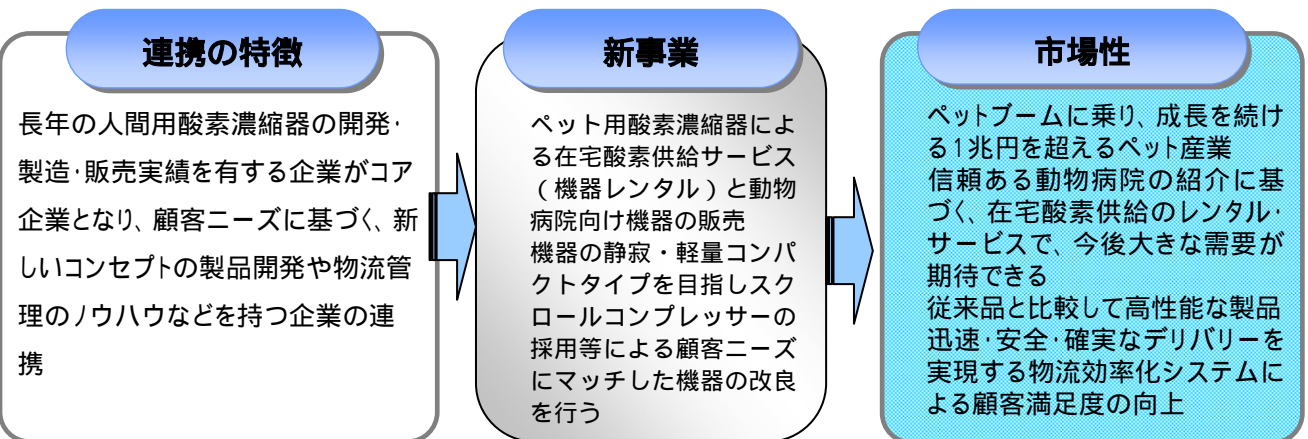 連携の特徴
長年の人間用酸素濃縮器の開発・
製造・販売実績を有する企業がコア
企業となり、顧客ニーズに基づく、新
しいコンセプトの製品開発や物流管
理のノウハウなどを持つ企業の連
携
新事業
ペット用酸素濃縮器によ
る在宅酸素供給サービス
(機器レンタル)と動物
病院向け機器の販売
機器の静寂・軽量コンパ
クトタイプを目指しスク
ロールコンプレッサーの
採用等による顧客ニーズ
にマッチした機器の改良
を行う
市場性
ペットブームに乗り、成長を続け
る1兆円を超えるペット産業
信頼ある動物病院の紹介に基
づく、在宅酸素供給のレンタル・
サービスで、今後大きな需要が
期待できる
従来品と比較して高性能な製品
迅速・安全・確実なデリバリーを
実現する物流効率化システムに
よる顧客満足度の向上